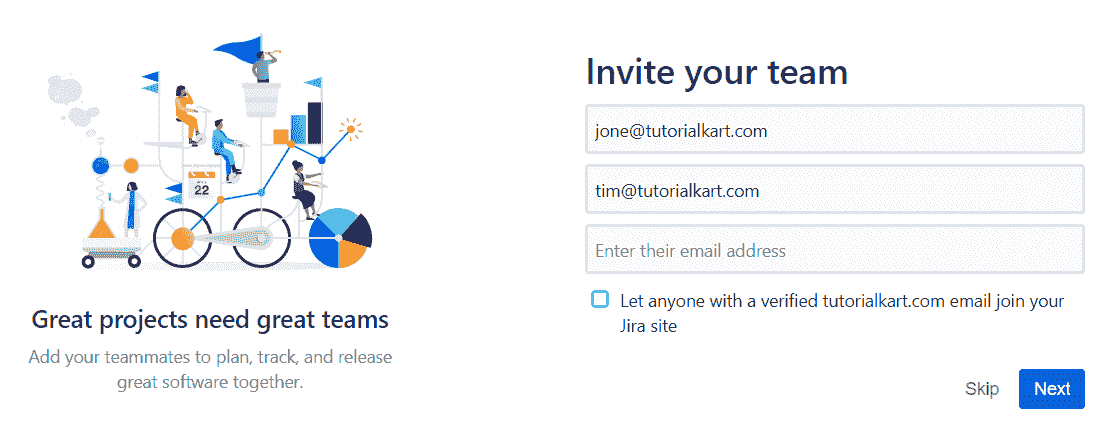 22
Great projects need great teams
Add your teammates to plan, track, and release
great software together.
Invite your team
jone@tutorialkart.com
tim@tutorialkart.com
Enter their email address
Let anyone with a verified tutorialkart.com email join your
Jira site
Skip
Next